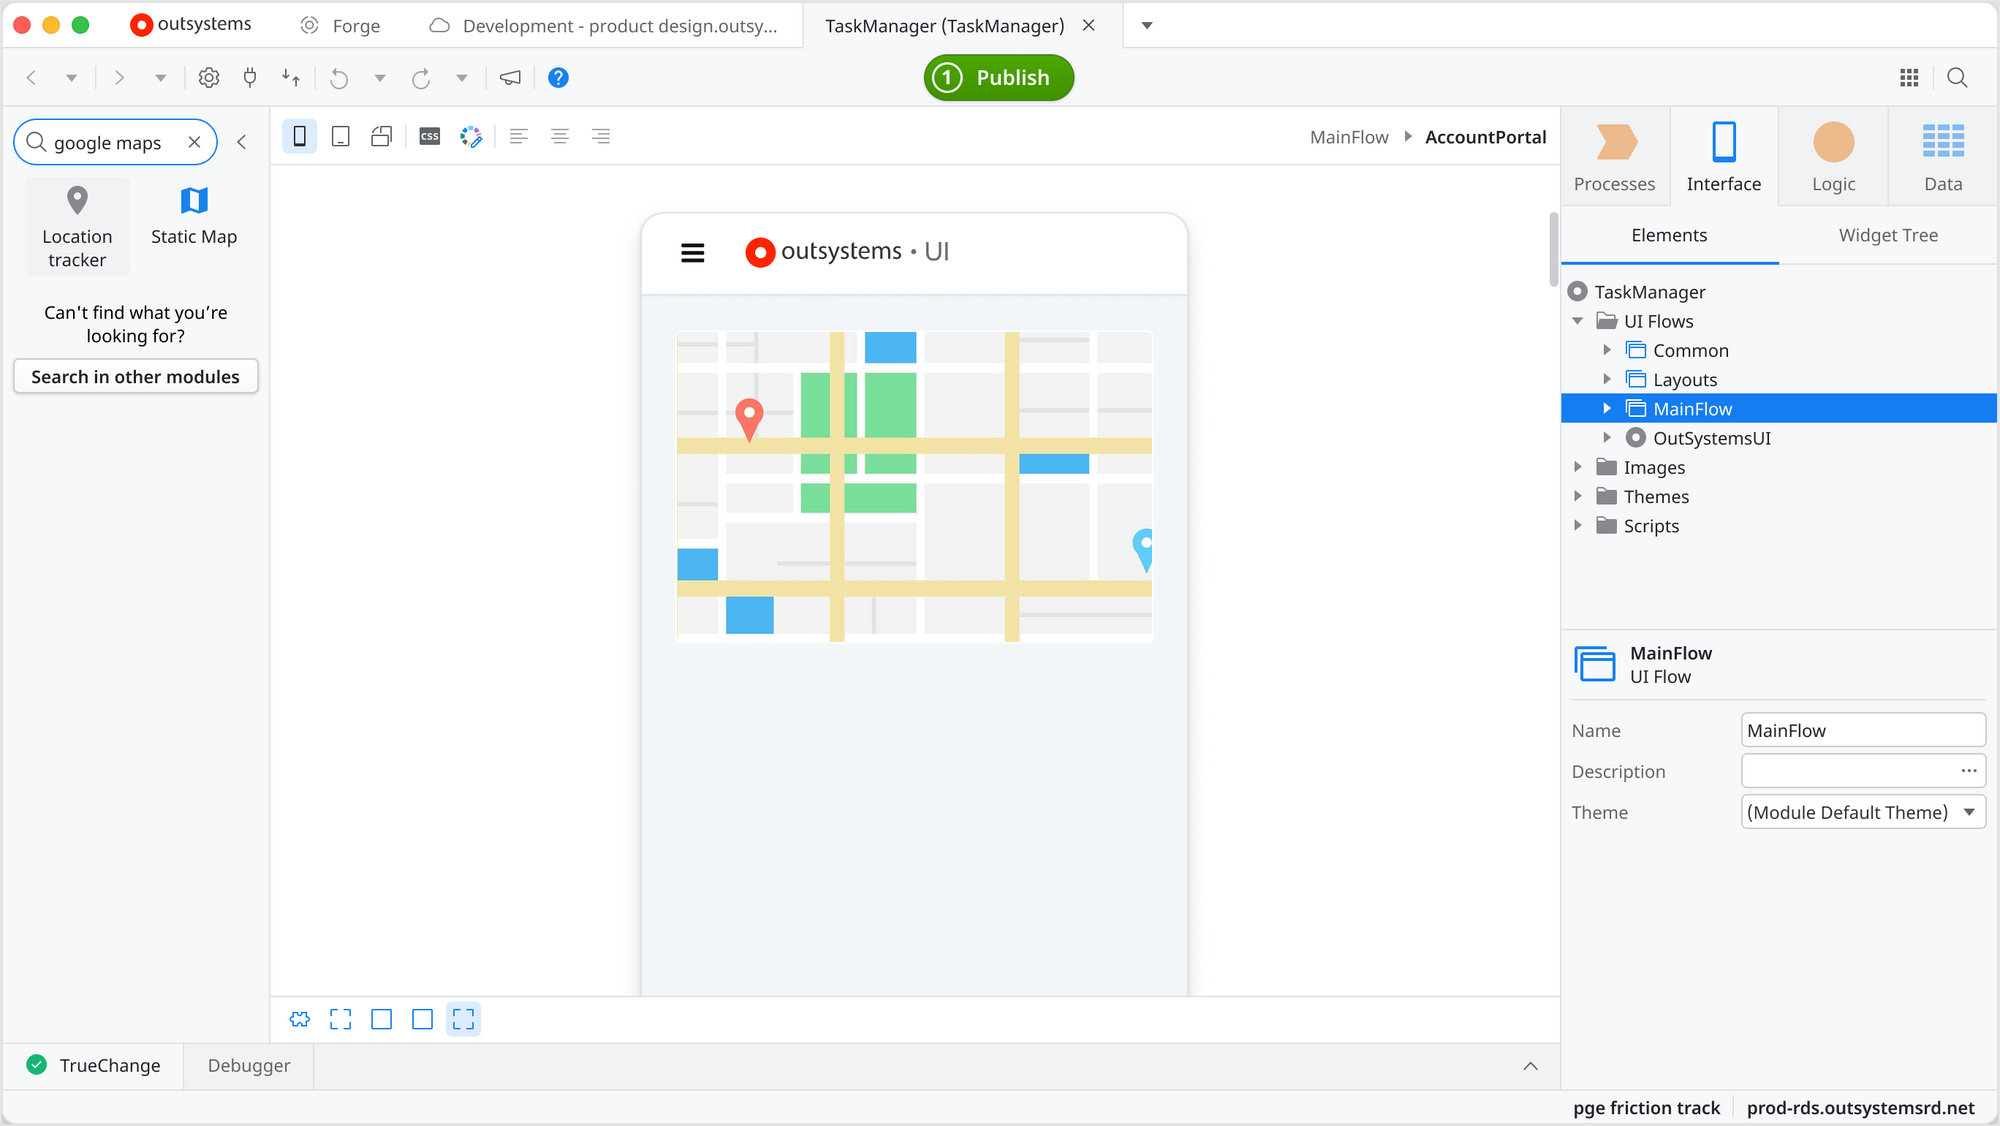 outsystems
Forge
Development - product design.outsy...
TaskManager (TaskManager)
1 Publish
google maps
Location
tracker
Static Map
Can't find what you’re
looking for?
Search in other modules
css
MainFlow
AccountPortal
outsystems • UI
Processes
Interface
Logic
Data
Elements
Widget Tree
TaskManager
UI Flows
Common
Layouts
MainFlow
OutSystemsUI
Images
Themes
Scripts
MainFlow
UI Flow
Name
MainFlow
Description
...
Theme
(Module Default Theme)
TrueChange
Debugger
pge friction track
prod-rds.outsystemsrd.net